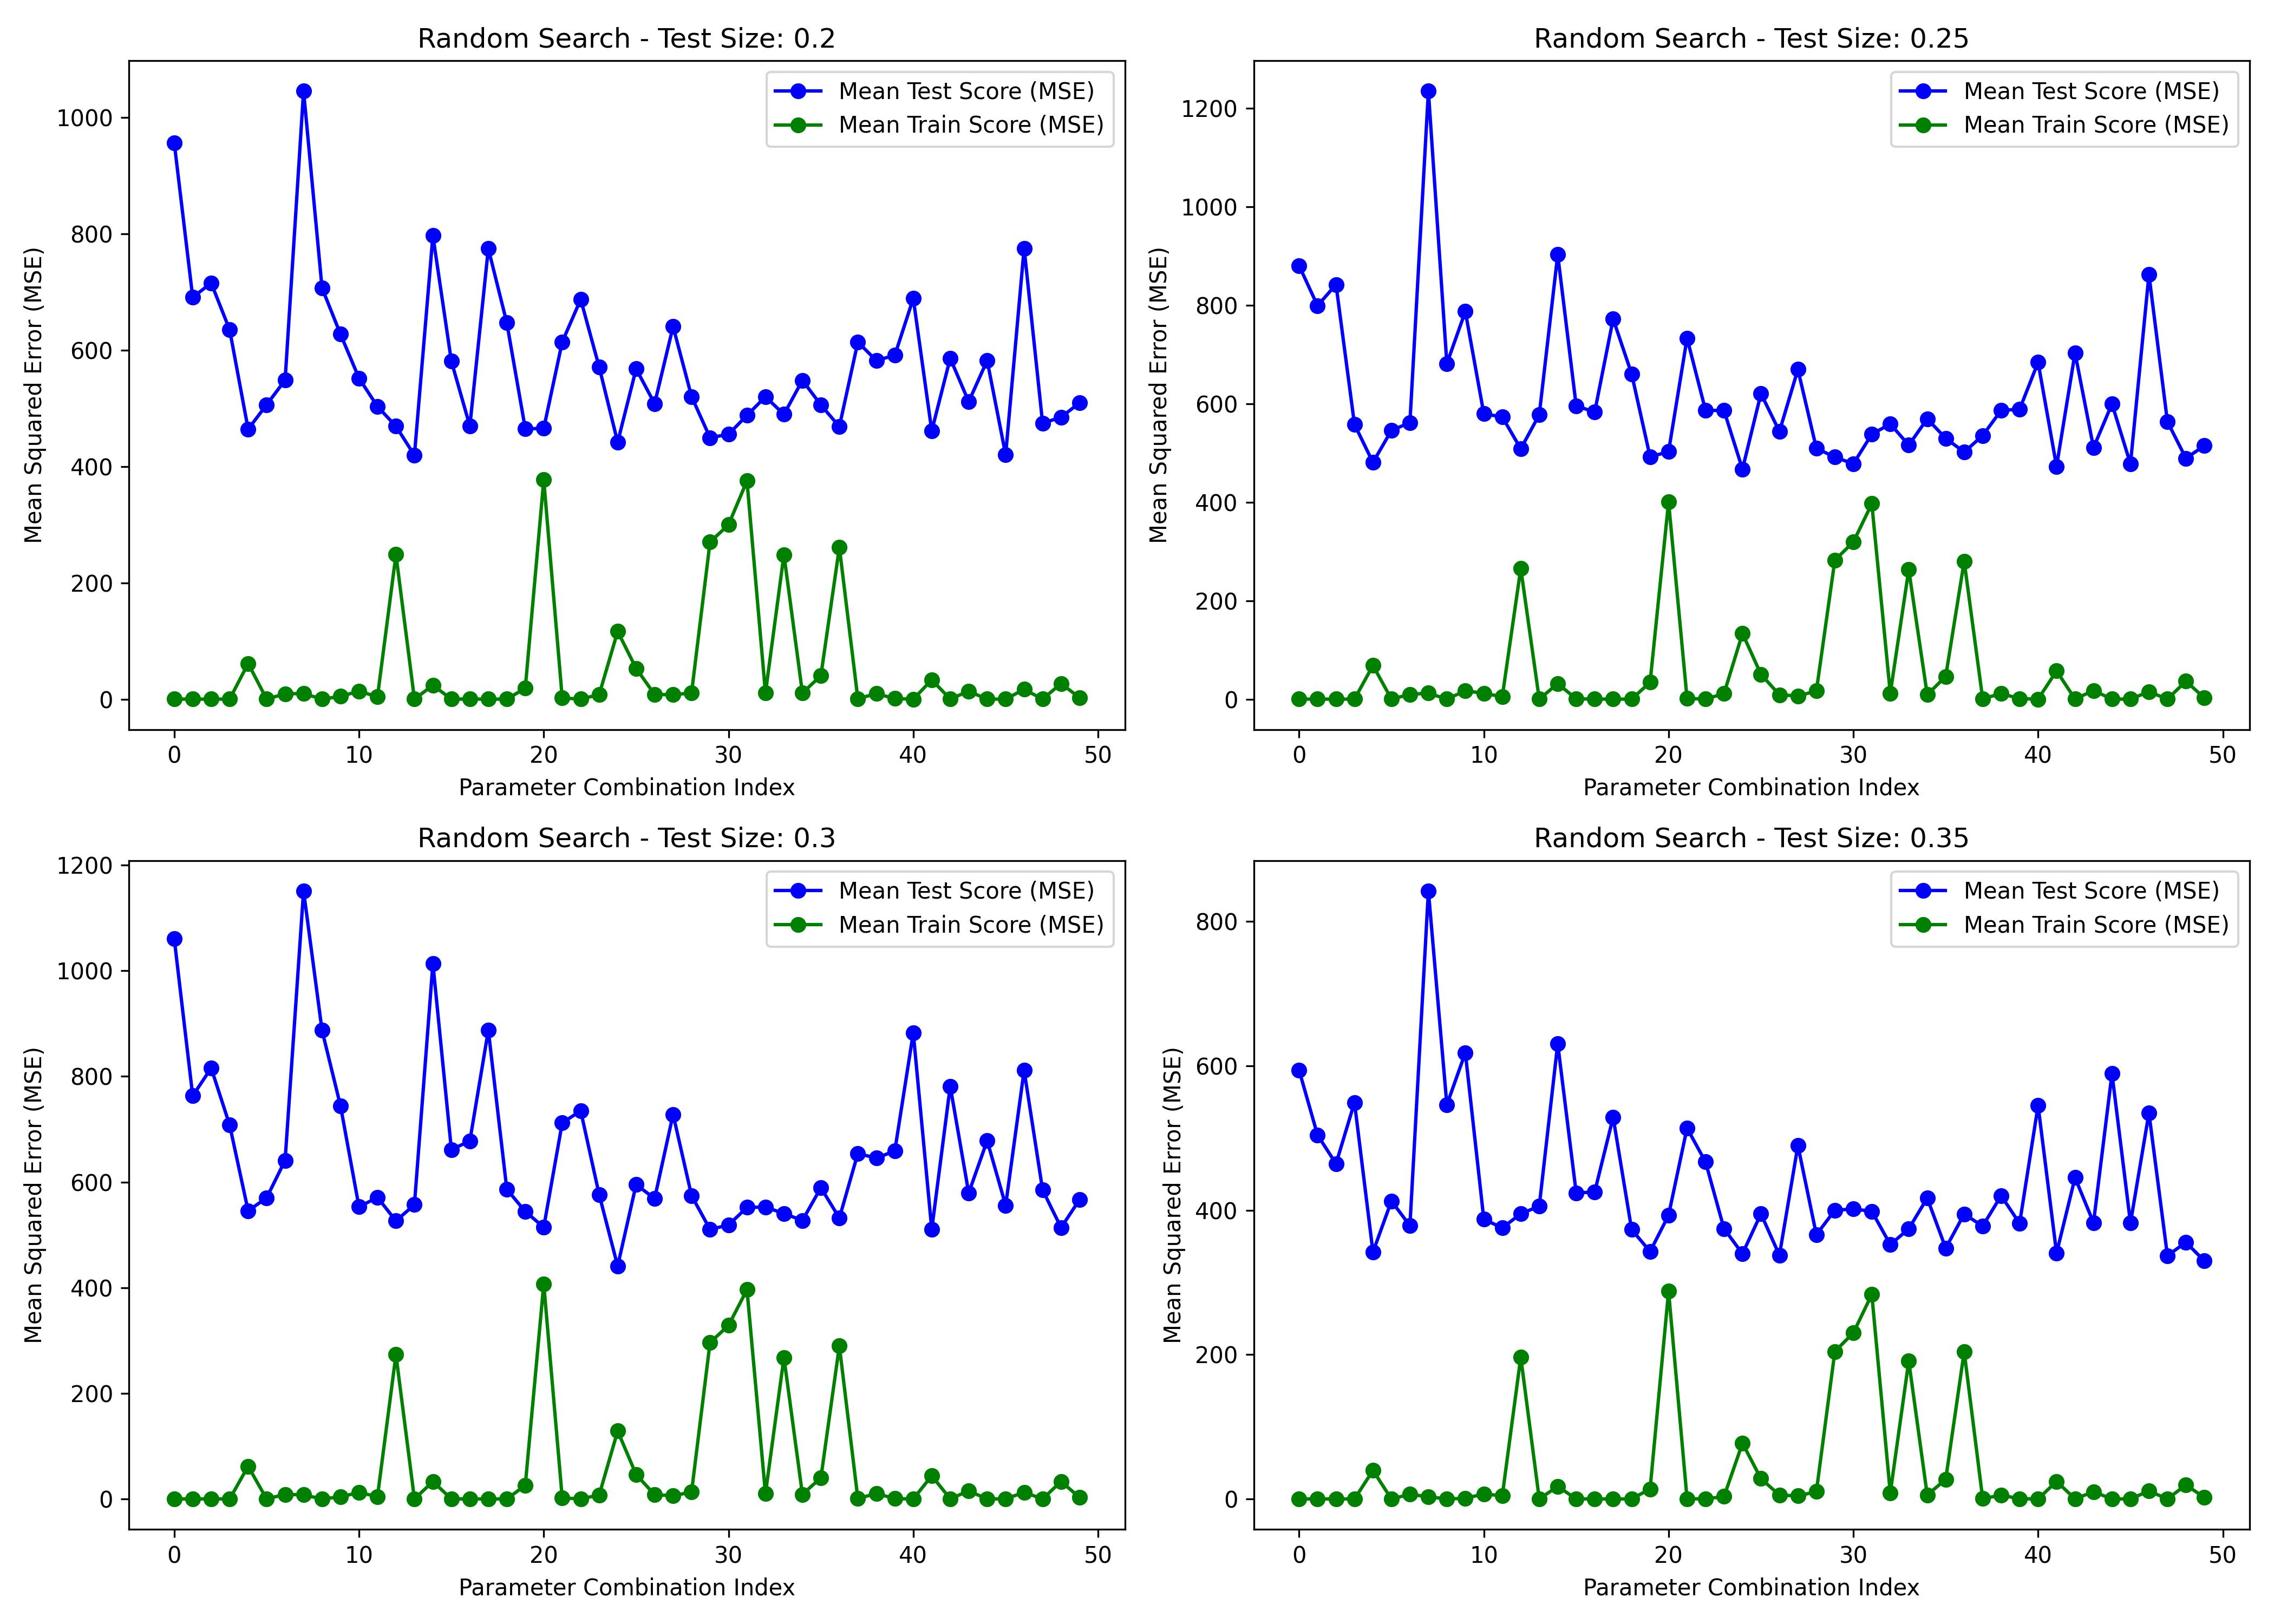 Random Search - Test Size: 0.2
Mean Squared Error (MSE)
1000
800
600
400
200
0
Mean Test Score (MSE)
Mean Train Score (MSE)
0 10 20 30 40 50
Parameter Combination Index
Random Search - Test Size: 0.25
Mean Squared Error (MSE)
1200
1000
800
600
400
200
0
Mean Test Score (MSE)
Mean Train Score (MSE)
0 10 20 30 40 50
Parameter Combination Index
Random Search - Test Size: 0.3
Mean Squared Error (MSE)
1200
1000
800
600
400
200
0
Mean Test Score (MSE)
Mean Train Score (MSE)
0 10 20 30 40 50
Parameter Combination Index
Random Search - Test Size: 0.35
Mean Squared Error (MSE)
800
600
400
200
0
Mean Test Score (MSE)
Mean Train Score (MSE)
0 10 20 30 40 50
Parameter Combination Index